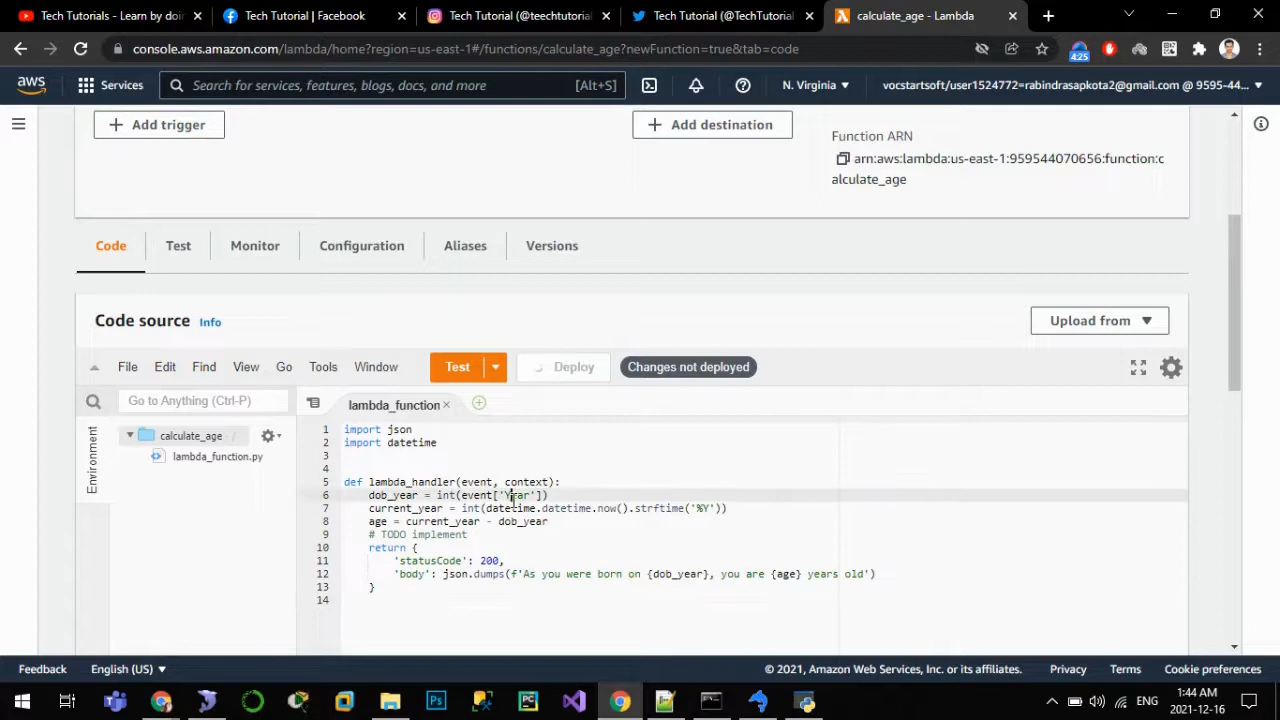 Tech Tutorials - Learn by doin
Tech Tutorial | Facebook
Tech Tutorial (@teechtutorial
Tech Tutorial (@TechTutorial
calculate_age - Lambda
console.aws.amazon.com/lambda/home?region=us-east-1#/functions/calculate_age?newFunction=true&tab=code
4:25
aws
Services
Search for services, features, blogs, docs, and more
[Alt+S]
N. Virginia
vocstartsoft/user1524772=rabindrasapkota2@gmail.com @ 9595-44...
Add trigger
Add destination
Function ARN
arn:aws:lambda:us-east-1:959544070656:function:c
alculate_age
Code
Test
Monitor
Configuration
Aliases
Versions
Code source
Info
Upload from
File
Edit
Find
View
Go
Tools
Window
Test
Deploy
Changes not deployed
Go to Anything (Ctrl-P)
lambda_function
Environment
calculate_age
/
lambda_function.py
1 import json
2 import datetime
3
4
5 def lambda_handler(event, context):
6 dob_year = int(event['Year'])
7 current_year = int(datetime.datetime.now().strftime('%Y'))
8 age = current_year - dob_year
9 # TODO implement
10 return {
11 'statusCode': 200,
12 'body': json.dumps(f'As you were born on {dob_year}, you are {age} years old')
13 }
14
Feedback
English (US)
© 2021, Amazon Web Services, Inc. or its affiliates.
Privacy
Terms
Cookie preferences
Ps
PC
ENG
1:44 AM
2021-12-16